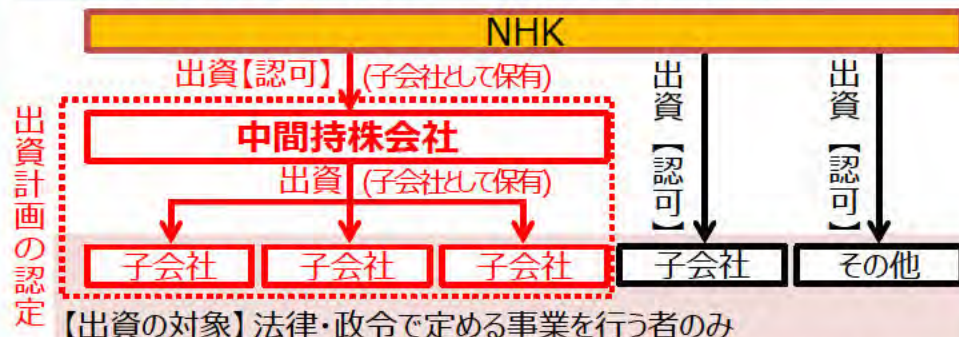 NHK
出資【認可】 (子会社として保有)
出資【認可】
出資【認可】
出資計画の認定
中間持株会社
出資 (子会社として保有)
子会社 子会社 子会社 子会社 その他
【出資の対象】法律・政令で定める事業を行う者のみ